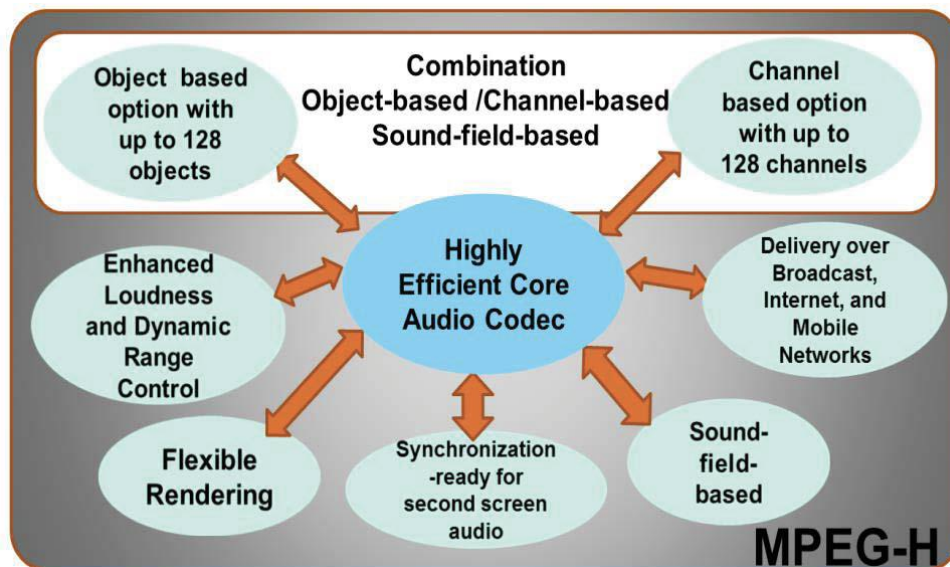 Object based
option with
up to 128
objects
Combination
Object-based /Channel-based
Sound-field-based
Channel
based option
with up to
128 channels
Highly
Efficient Core
Audio Codec
Enhanced
Loudness
and Dynamic
Range
Control
Delivery over
Broadcast,
Internet, and
Mobile
Networks
Flexible
Rendering
Synchronization
-ready for
second screen
audio
Sound-
field-
based
MPEG-H